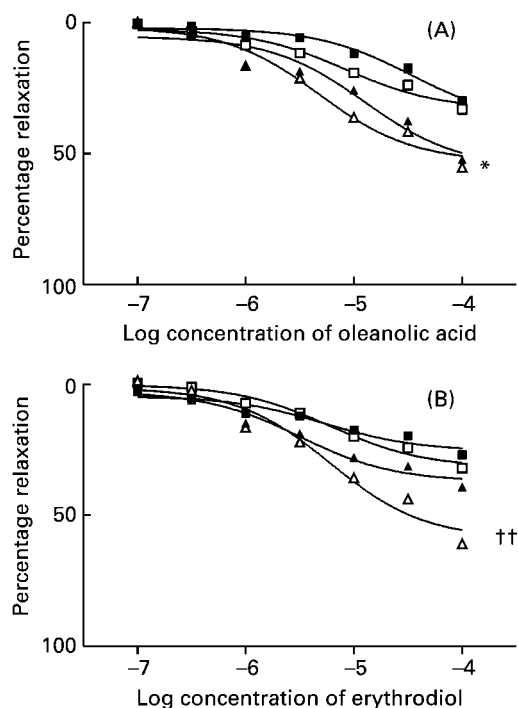 (A)
Percentage relaxation
0
50
100
*
−7
−6
−5
−4
Log concentration of oleanolic acid
(B)
Percentage relaxation
0
50
100
††
−7
−6
−5
−4
Log concentration of erythrodiol